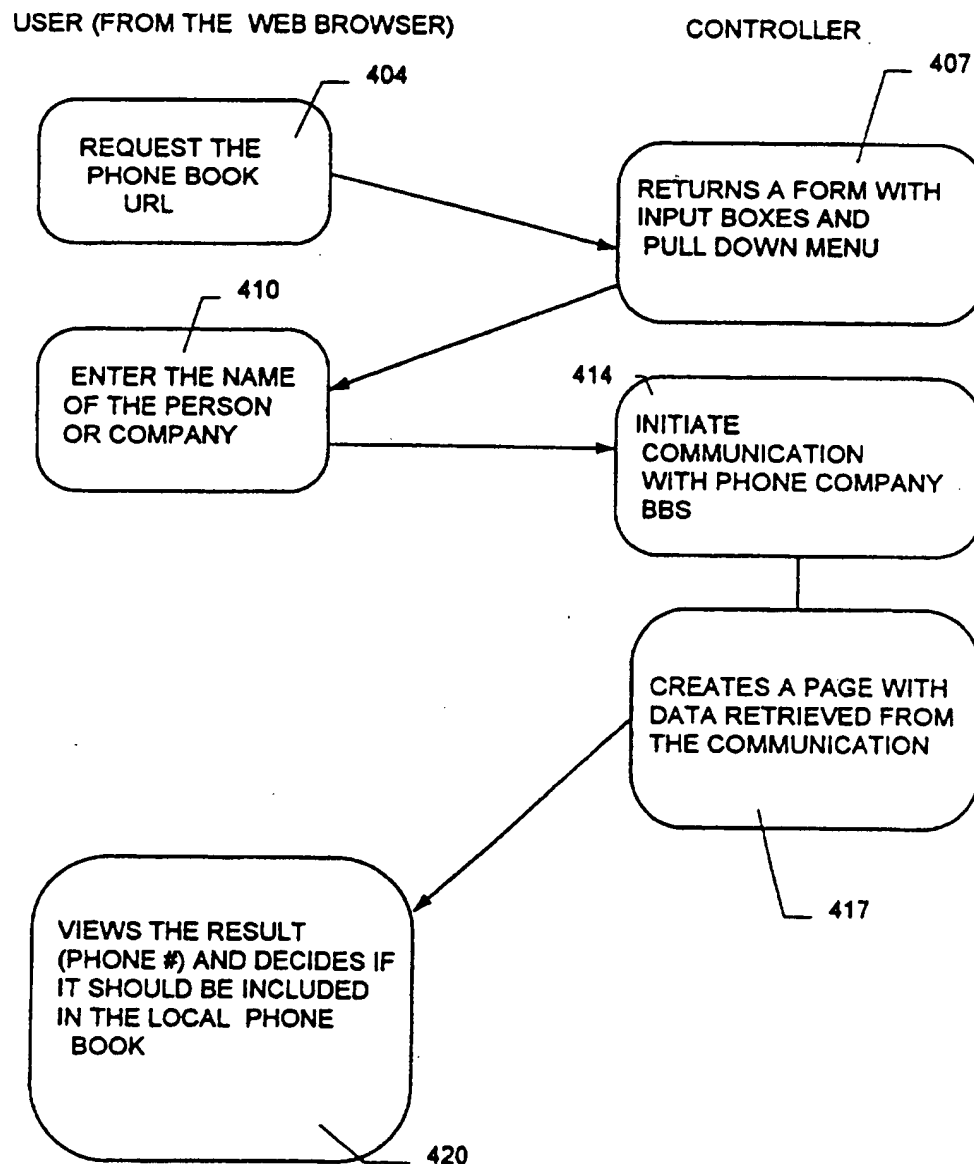 USER (FROM THE WEB BROWSER)
CONTROLLER
404
407
REQUEST THE
PHONE BOOK
URL
RETURNS A FORM WITH
INPUT BOXES AND
PULL DOWN MENU
410
ENTER THE NAME
OF THE PERSON
OR COMPANY
414
INITIATE
COMMUNICATION
WITH PHONE COMPANY
BBS
CREATES A PAGE WITH
DATA RETRIEVED FROM
THE COMMUNICATION
417
VIEWS THE RESULT
(PHONE #) AND DECIDES IF
IT SHOULD BE INCLUDED
IN THE LOCAL PHONE
BOOK
420